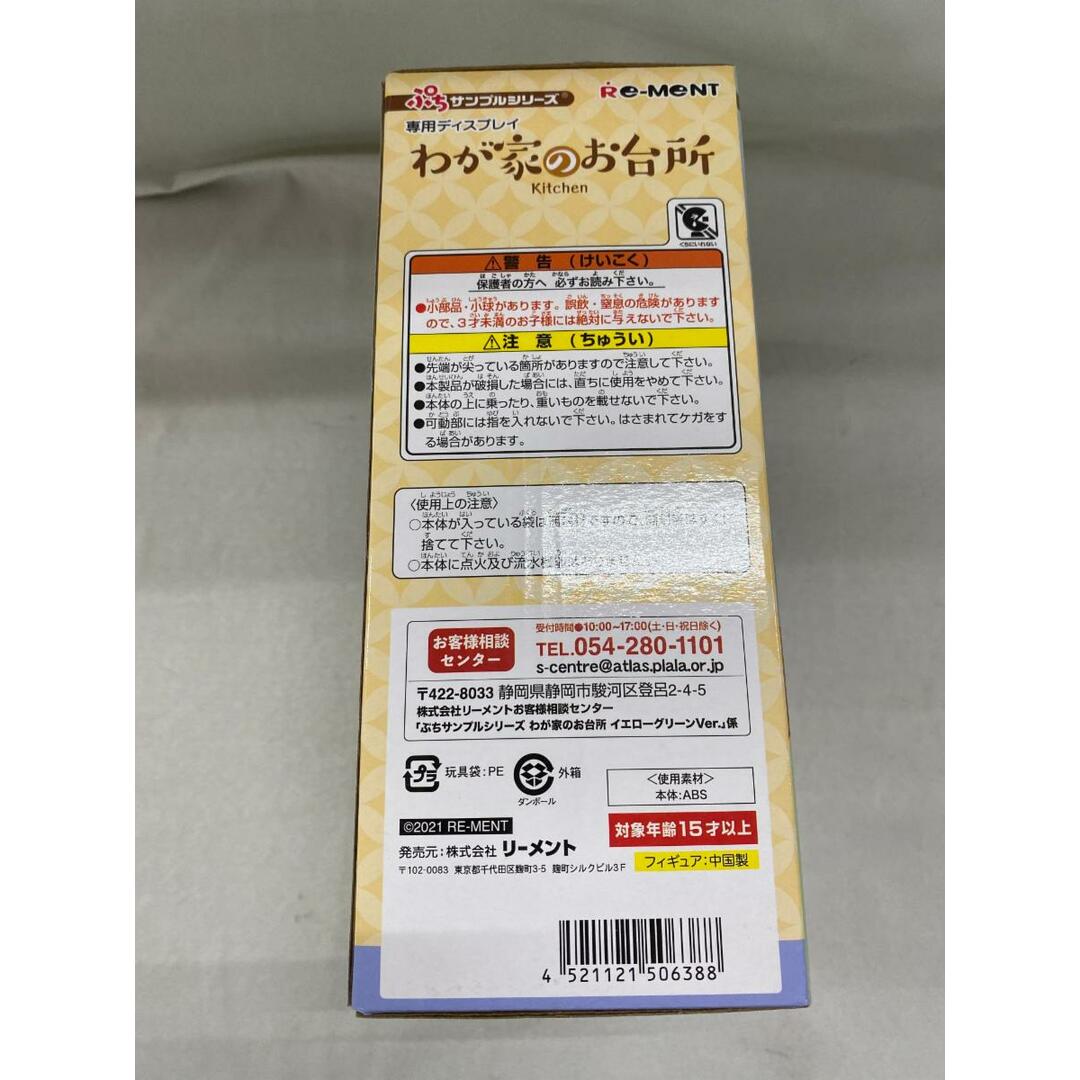 ぷちサンプルシリーズ®
Re-MeNT
専用ディスプレイ
わが家のお台所
Kitchen
くちにいれない
⚠警 告 (けいこく)
保護者の方へ 必ずお読み下さい。
●小部品・小球があります。誤飲・窒息の危険があります
ので、3才未満のお子様には絶対に与えないで下さい。
⚠注 意 (ちゅうい)
●先端が尖っている箇所がありますので注意して下さい。
●本製品が破損した場合には、直ちに使用をやめて下さい。
●本体の上に乗ったり、重いものを載せないで下さい。
●可動部には指を入れないで下さい。はさまれてケガをす
る場合があります。
〈使用上の注意〉
○本体が入っている袋は
捨てて下さい。
○本体に点火及び流水
お客様相談
センター
受付時間●10:00~17:00(土・日・祝日除く)
TEL.054-280-1101
s-centre@atlas.plala.or.jp
〒422-8033 静岡県静岡市駿河区登呂2-4-5
株式会社リーメントお客様相談センター
「ぷちサンプルシリーズ わが家のお台所 イエローグリーンVer.」係
プラ
玩具袋:PE
ダンボール
外箱
<使用素材>
本体:ABS
©2021 RE-MENT
対象年齢15才以上
発売元:株式会社 リーメント
フィギュア:中国製
〒102-0083 東京都千代田区麹町3-5 麹町シルクビル3F
4 521121 506388